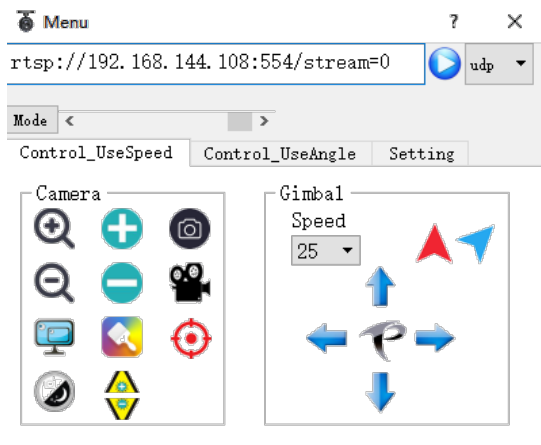 Menu
rtsp://192.168.144.108:554/stream=0
udp
Mode
Control_UseSpeed
Control_UseAngle
Setting
Camera
Gimbal
Speed
25